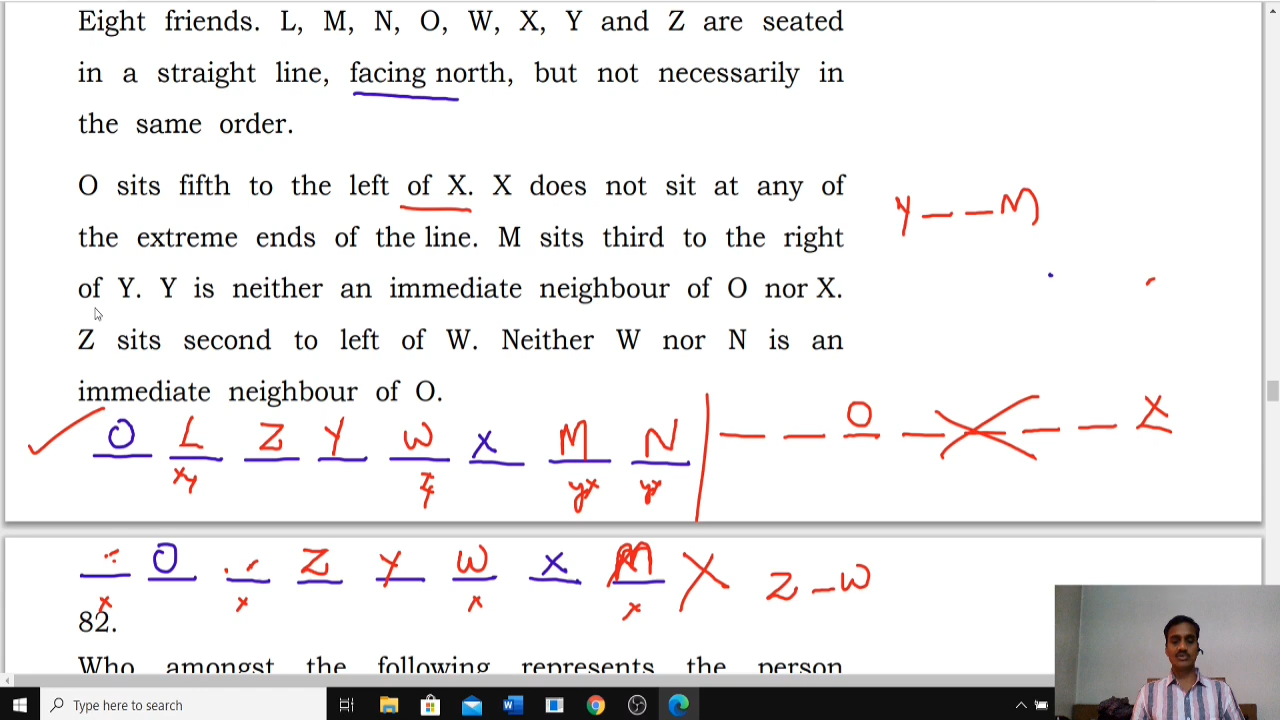 Eight friends. L, M, N, O, W, X, Y and Z are seated
in a straight line, facing north, but not necessarily in
the same order.
O sits fifth to the left of X. X does not sit at any of
the extreme ends of the line. M sits third to the right
of Y. Y is neither an immediate neighbour of O nor X.
Z sits second to left of W. Neither W nor N is an
immediate neighbour of O.
Y — — M
O L Z Y W X M N
O X
O Z Y W X M X Z — W
x x x x
82.
Who amongst the following represents the person
Type here to search